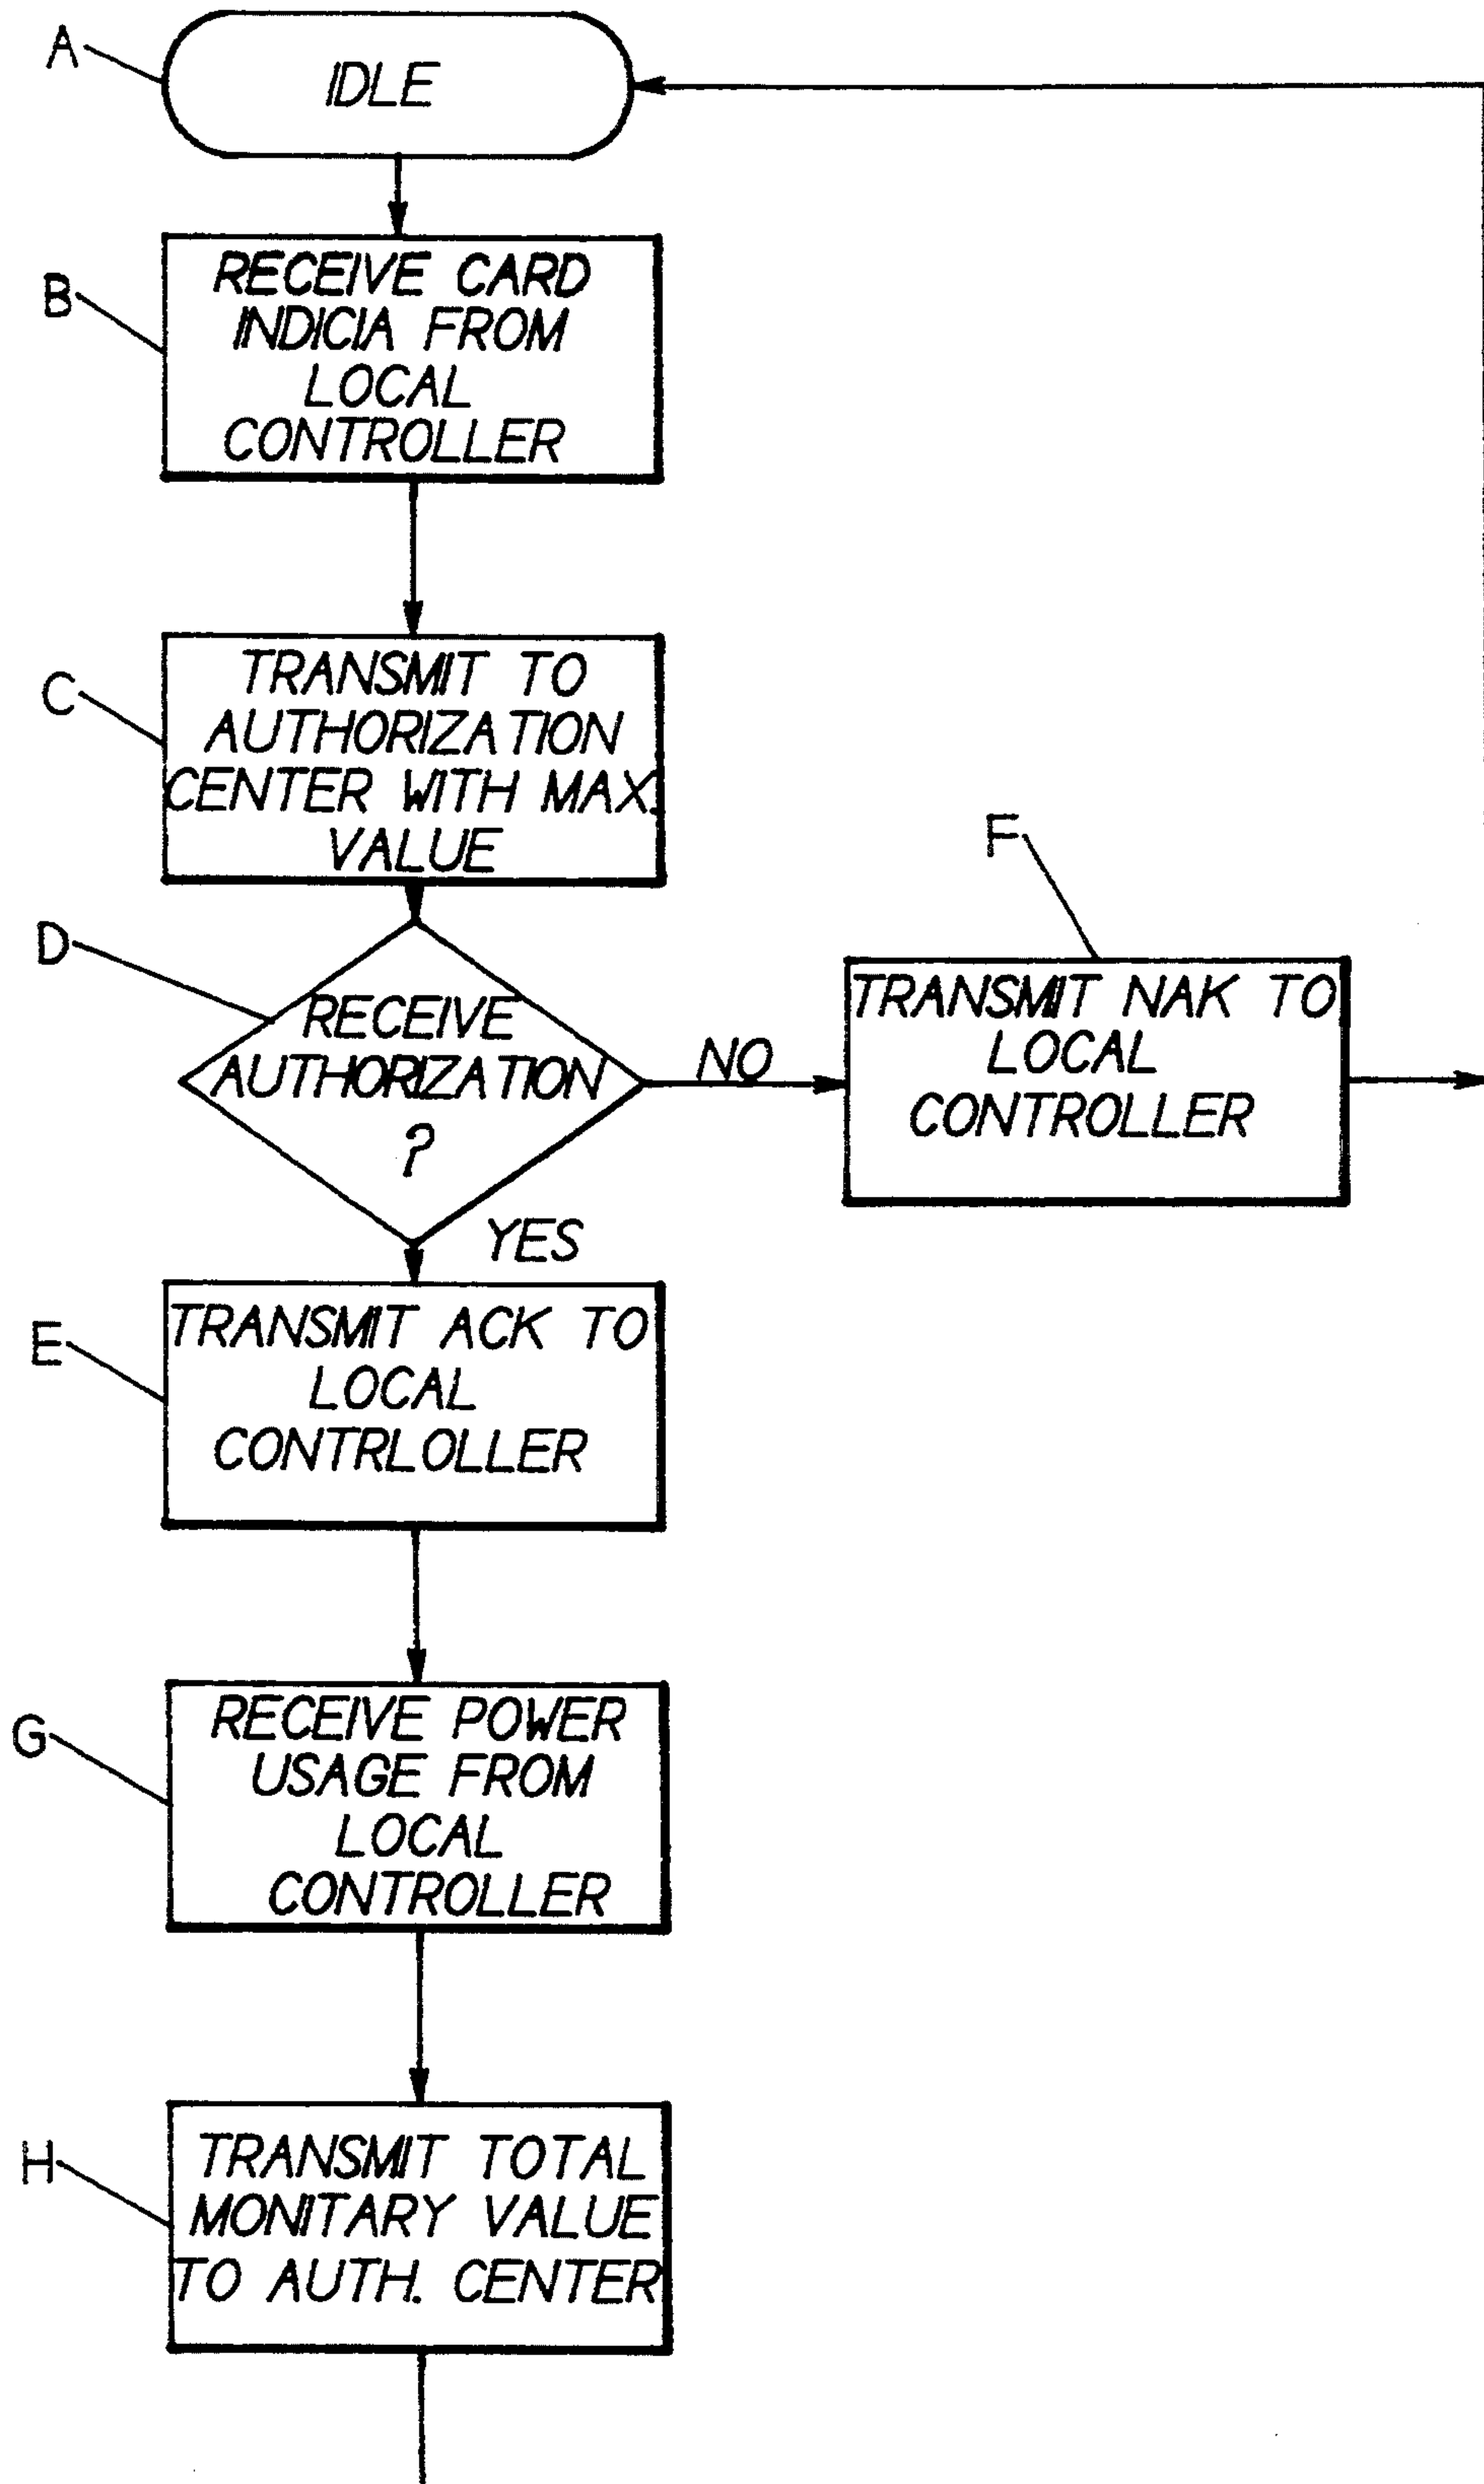 A
IDLE
B
RECEIVE CARD
INDICIA FROM
LOCAL
CONTROLLER
C
TRANSMIT TO
AUTHORIZATION
CENTER WITH MAX.
VALUE
D
RECEIVE
AUTHORIZATION
?
NO
F
TRANSMIT NAK TO
LOCAL
CONTROLLER
YES
E
TRANSMIT ACK TO
LOCAL
CONTRLOLLER
G
RECEIVE POWER
USAGE FROM
LOCAL
CONTROLLER
H
TRANSMIT TOTAL
MONITARY VALUE
TO AUTH. CENTER